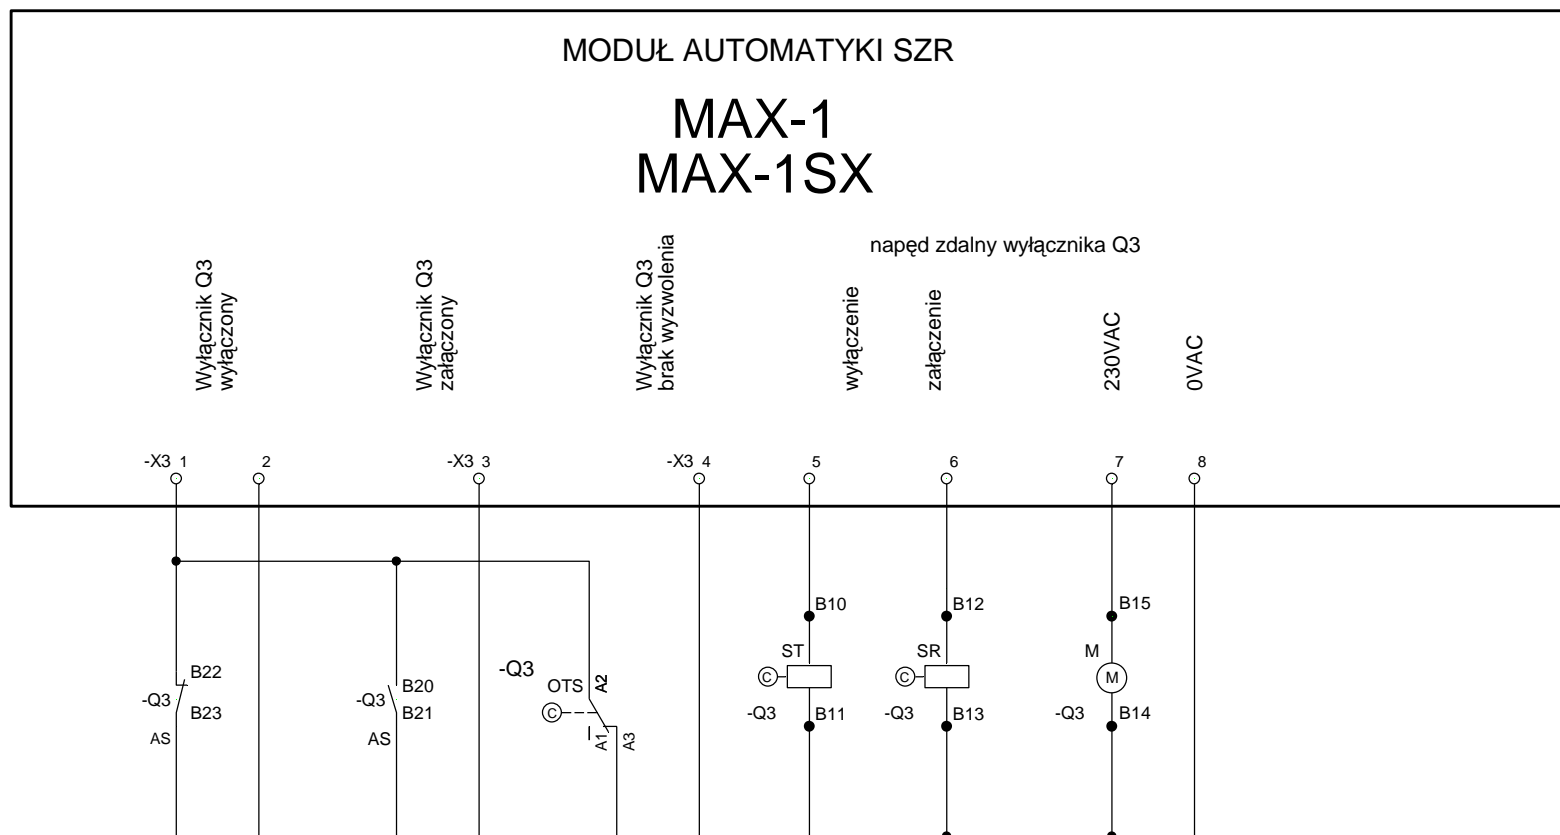 MODUŁ AUTOMATYKI SZR
MAX-1
MAX-1SX
napęd zdalny wyłącznika Q3
Wyłącznik Q3
wyłączony
Wyłącznik Q3
załączony
Wyłącznik Q3
brak wyzwolenia
wyłączenie
załączenie
230VAC
0VAC
-X3 1
2
-X3 3
-X3 4
5
6
7
8
B10
B12
B15
ST
SR
M
C
C
M
-Q3
B11
-Q3
B13
-Q3
B14
B22
-Q3
B23
AS
B20
-Q3
B21
AS
-Q3
OTS
A2
C
A1
A3